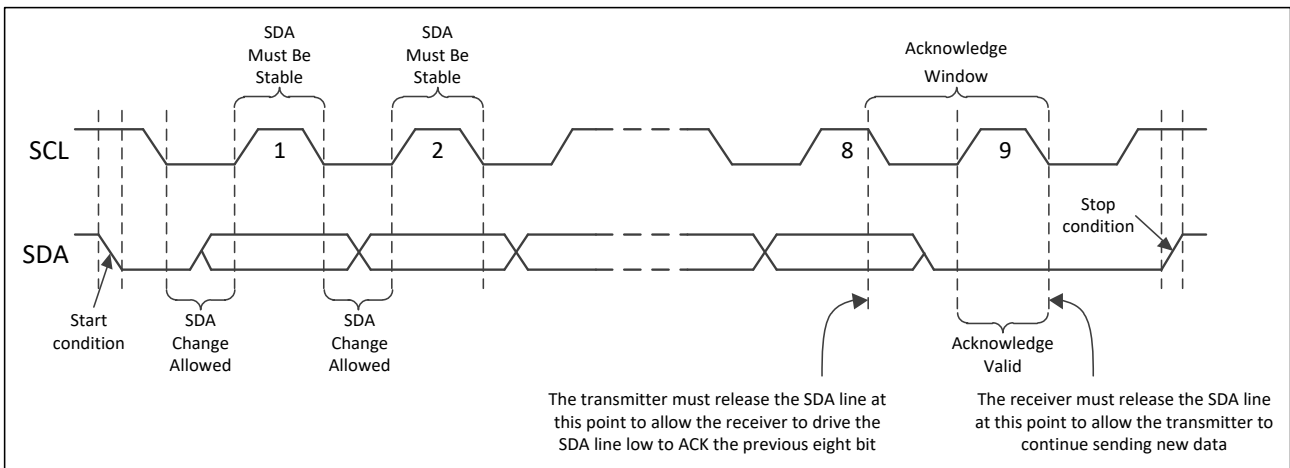 SDA
Must Be
Stable
SDA
Must Be
Stable
Acknowledge
Window
SCL
1
2
8
9
SDA
Stop
condition
Start
condition
SDA
Change
Allowed
SDA
Change
Allowed
Acknowledge
Valid
The transmitter must release the SDA line at
this point to allow the receiver to drive the
SDA line low to ACK the previous eight bit
The receiver must release the SDA line
at this point to allow the transmitter to
continue sending new data